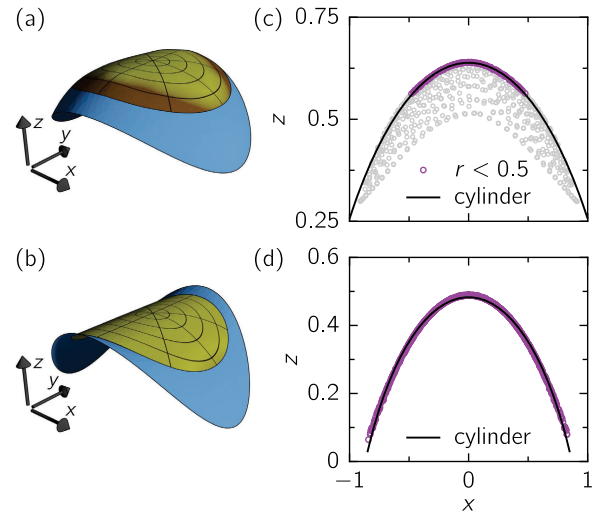 (a)
z
y
x
(b)
z
y
x
(c)
0.75
0.5
0.25
z
r < 0.5
cylinder
(d)
0.6
0.4
0.2
0
z
cylinder
−1
0
1
x